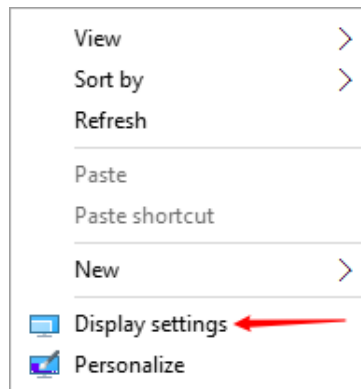 View
Sort by
Refresh
Paste
Paste shortcut
New
Display settings
Personalize